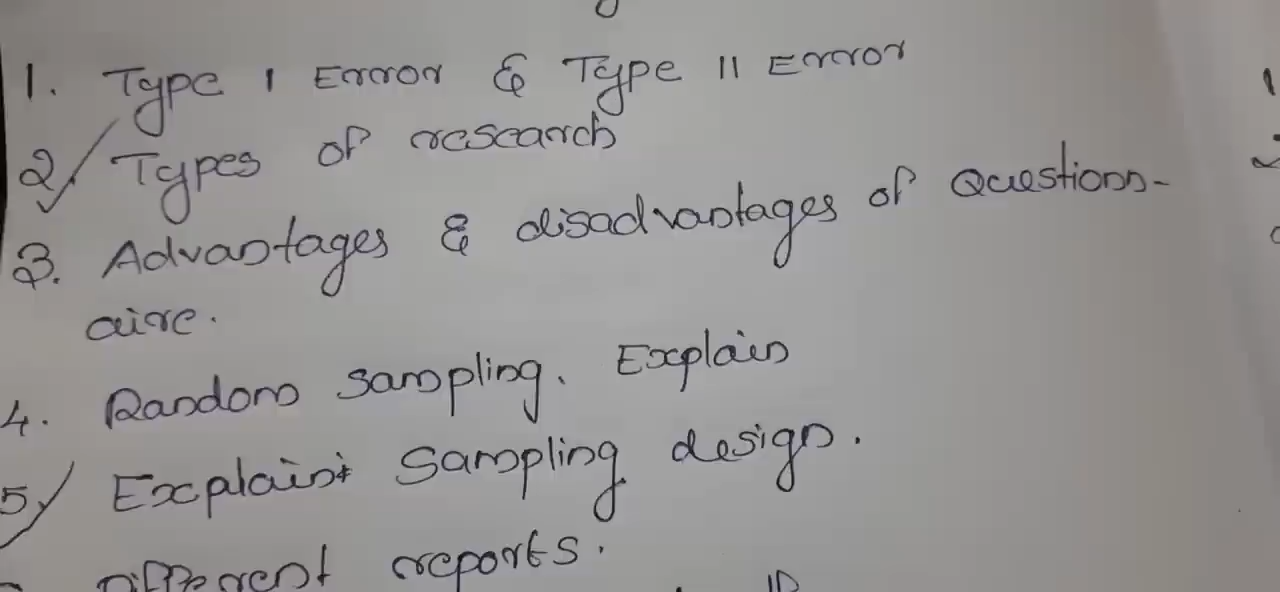 1. Type I Error & Type II Error
2. Types of research
3. Advantages & disadvantages of Question-
aire.
4. Random sampling. Explain
5. Explain sampling design.
Different reports.